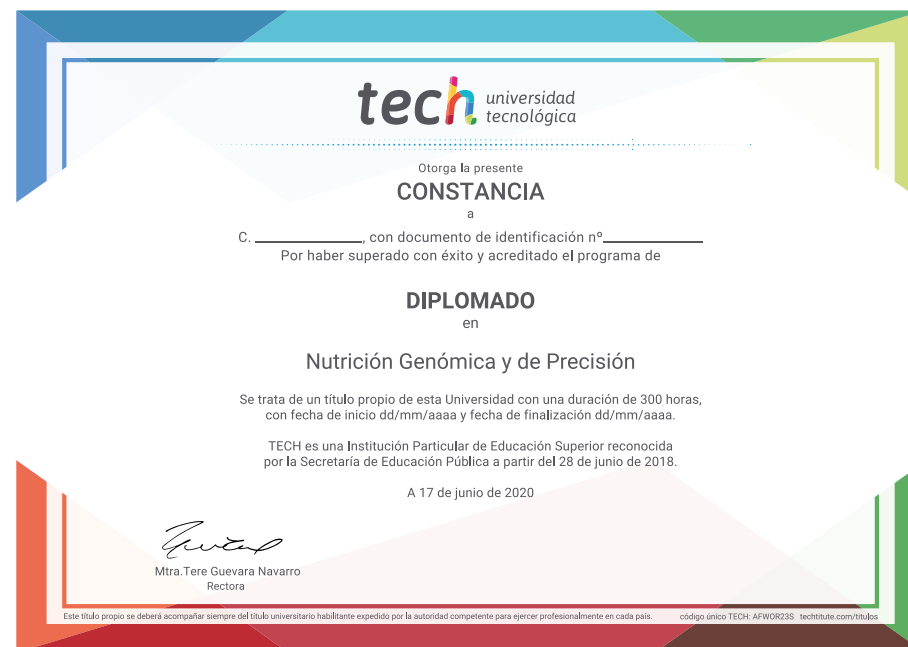 tech universidad
tecnológica
Otorga la presente
CONSTANCIA
a
C. ____________, con documento de identificación nº____________
Por haber superado con éxito y acreditado el programa de
DIPLOMADO
en
Nutrición Genómica y de Precisión
Se trata de un título propio de esta Universidad con una duración de 300 horas,
con fecha de inicio dd/mm/aaaa y fecha de finalización dd/mm/aaaa.
TECH es una Institución Particular de Educación Superior reconocida
por la Secretaría de Educación Pública a partir del 28 de junio de 2018.
A 17 de junio de 2020
Mtra.Tere Guevara Navarro
Rectora
Este título propio se deberá acompañar siempre del título universitario habilitante expedido por la autoridad competente para ejercer profesionalmente en cada país. código único TECH: AFWOR23S techtitute.com/titulos